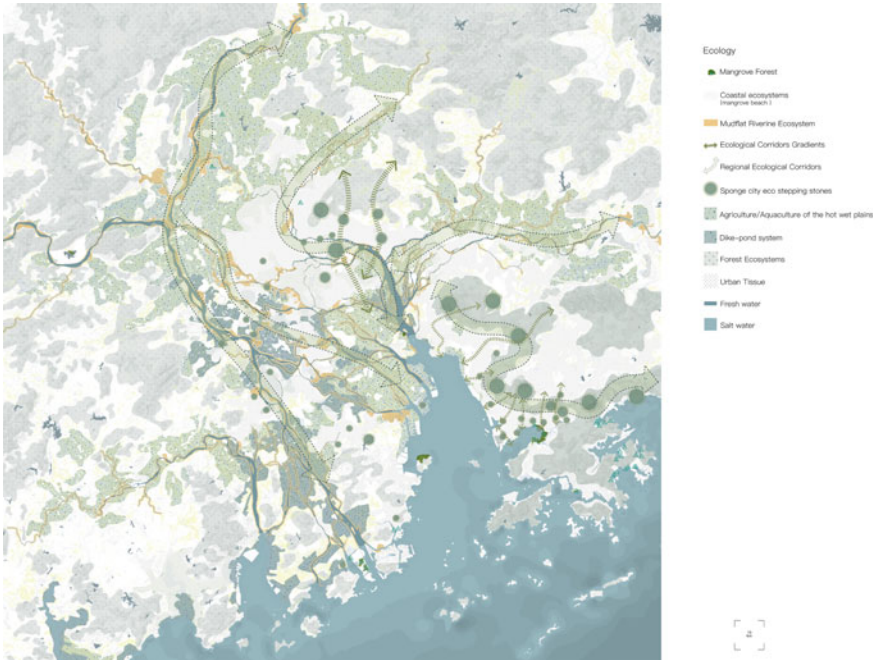 Ecology
Mangrove Forest
Coastal ecosystems
(mangrove beach )
Mudflat Riverine Ecosystem
Ecological Corridors Gradients
Regional Ecological Corridors
Sponge city eco stepping stones
Agriculture/Aquaculture of the hot wet plains
Dike-pond system
Forest Ecosystems
Urban Tissue
Fresh water
Salt water